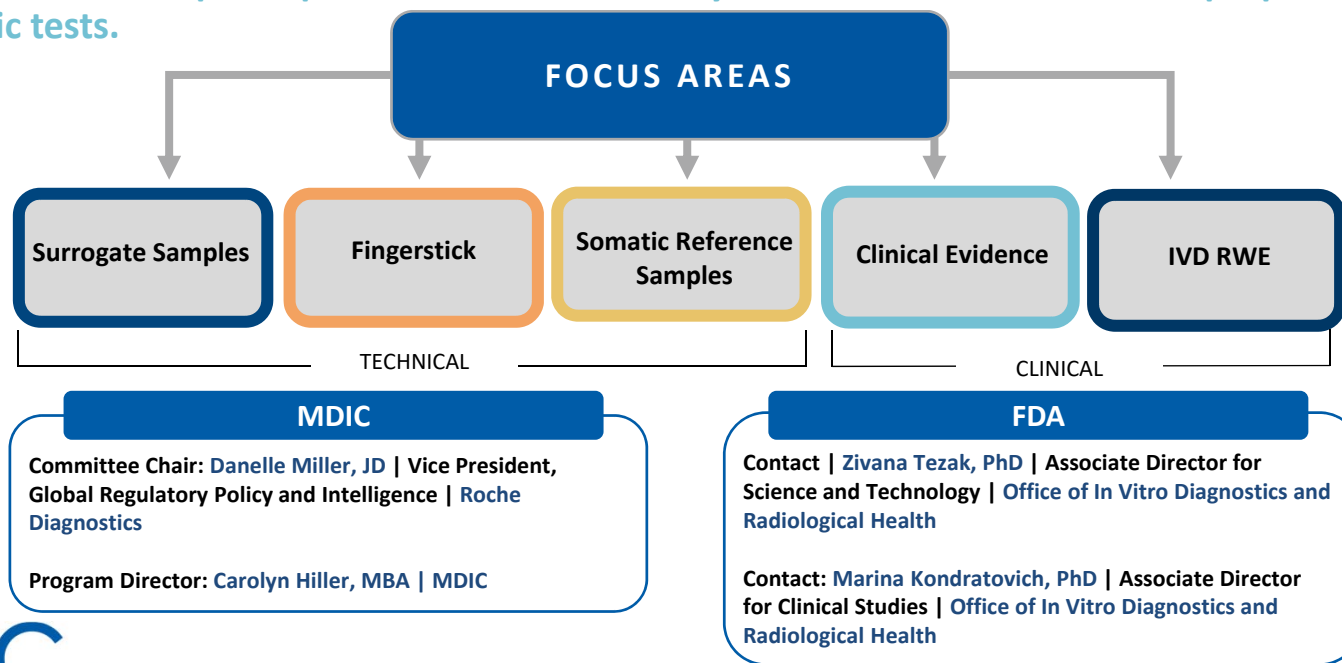 ic tests.
FOCUS AREAS
Surrogate Samples
Fingerstick
Somatic Reference
Samples
Clinical Evidence
IVD RWE
TECHNICAL
CLINICAL
MDIC
Committee Chair: Danelle Miller, JD | Vice President,
Global Regulatory Policy and Intelligence | Roche
Diagnostics
Program Director: Carolyn Hiller, MBA | MDIC
FDA
Contact | Zivana Tezak, PhD | Associate Director for
Science and Technology | Office of In Vitro Diagnostics and
Radiological Health
Contact: Marina Kondratovich, PhD | Associate Director
for Clinical Studies | Office of In Vitro Diagnostics and
Radiological Health